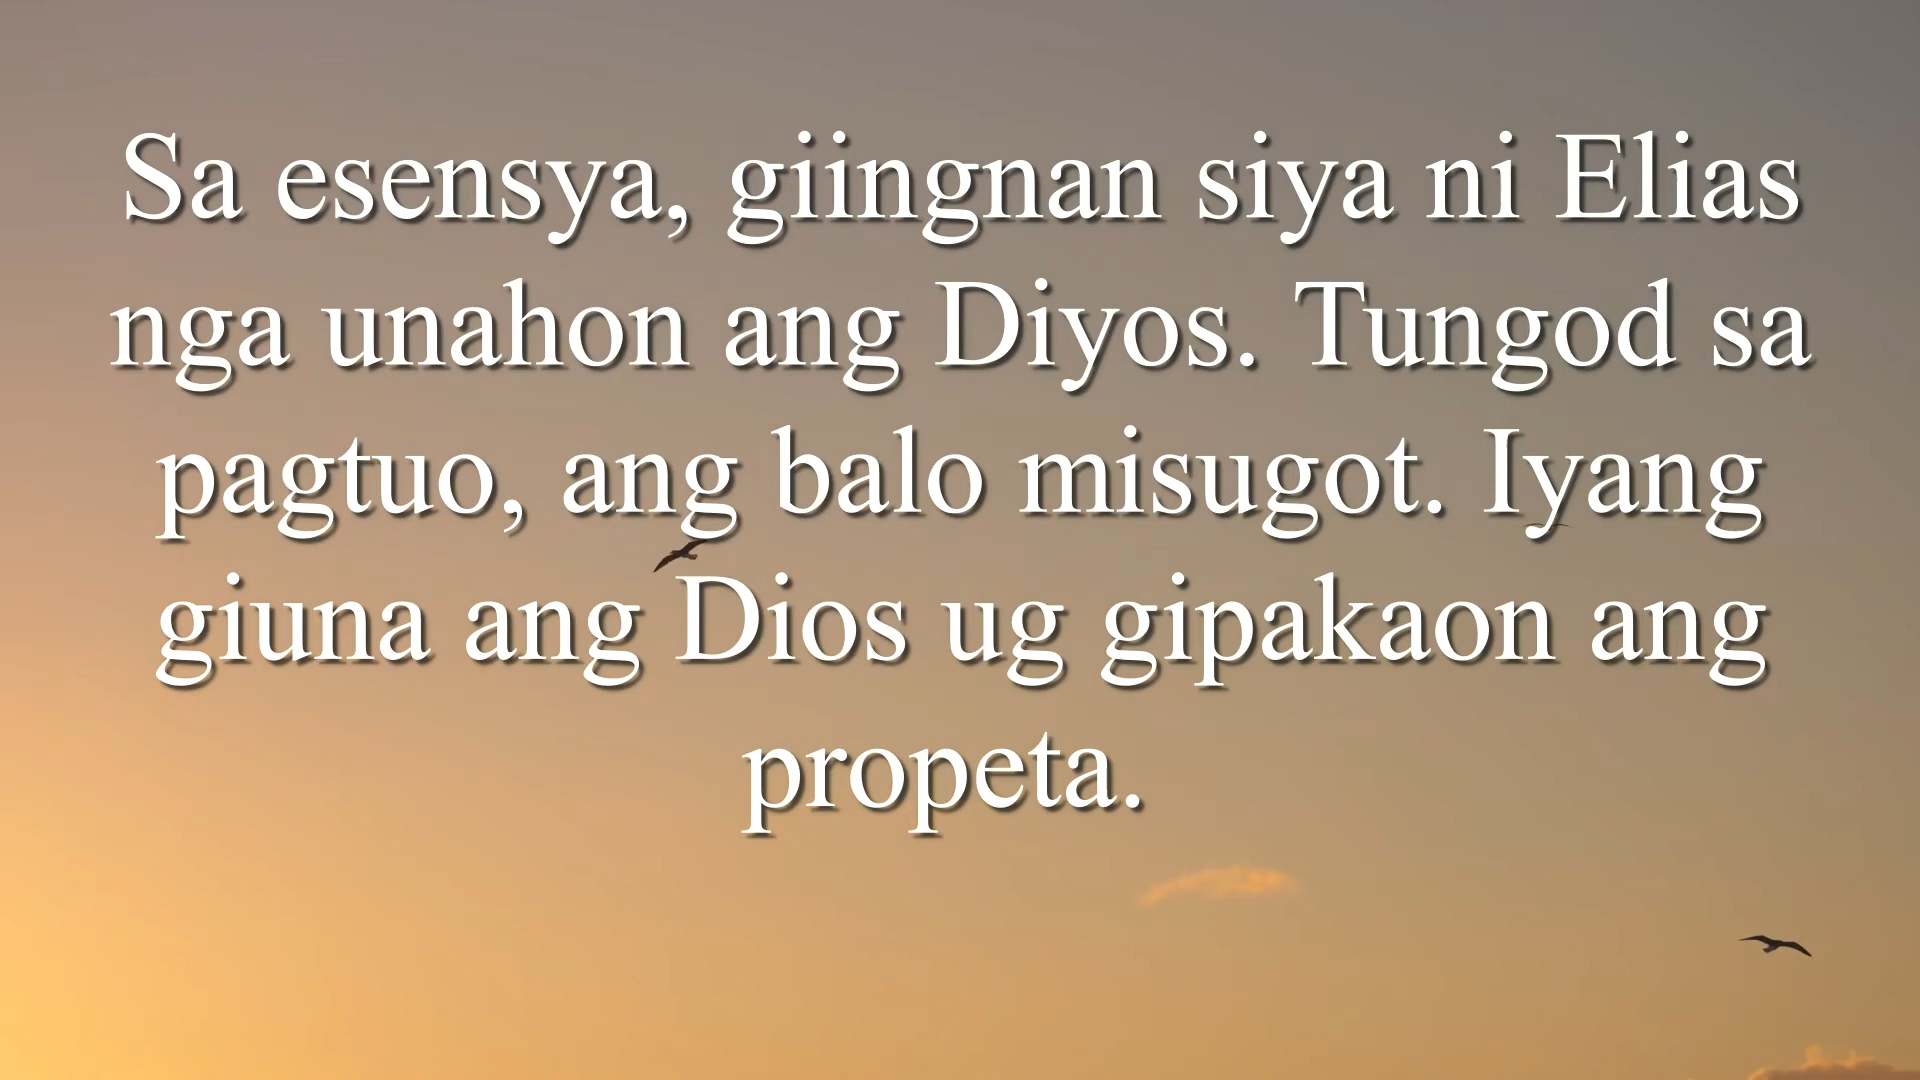 Sa esensya, giingnan siya ni Elias
nga unahon ang Diyos. Tungod sa
pagtuo, ang balo misugot. Iyang
giuna ang Dios ug gipakaon ang
propeta.